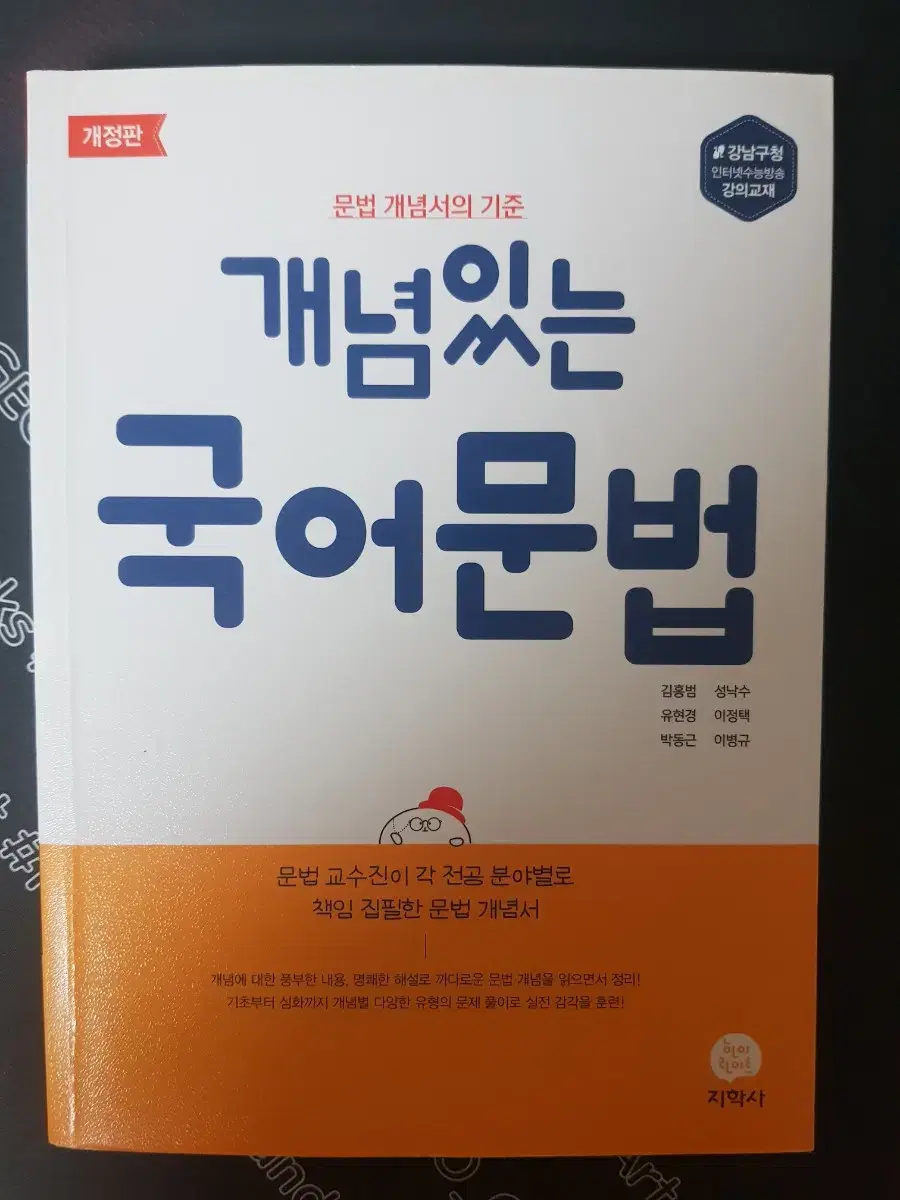 개정판
강남구청
인터넷수능방송
강의교재
문법 개념서의 기준
개념있는
국어문법
김홍범 성낙수
유현경 이정택
박동근 이병규
문법 교수진이 각 전공 분야별로
책임 집필한 문법 개념서
개념에 대한 풍부한 내용, 명쾌한 해설로 까다로운 문법 개념을 읽으면서 정리!
기초부터 심화까지 개념별 다양한 유형의 문제 풀이로 실전 감각을 훈련!
하이
라이트
지학사